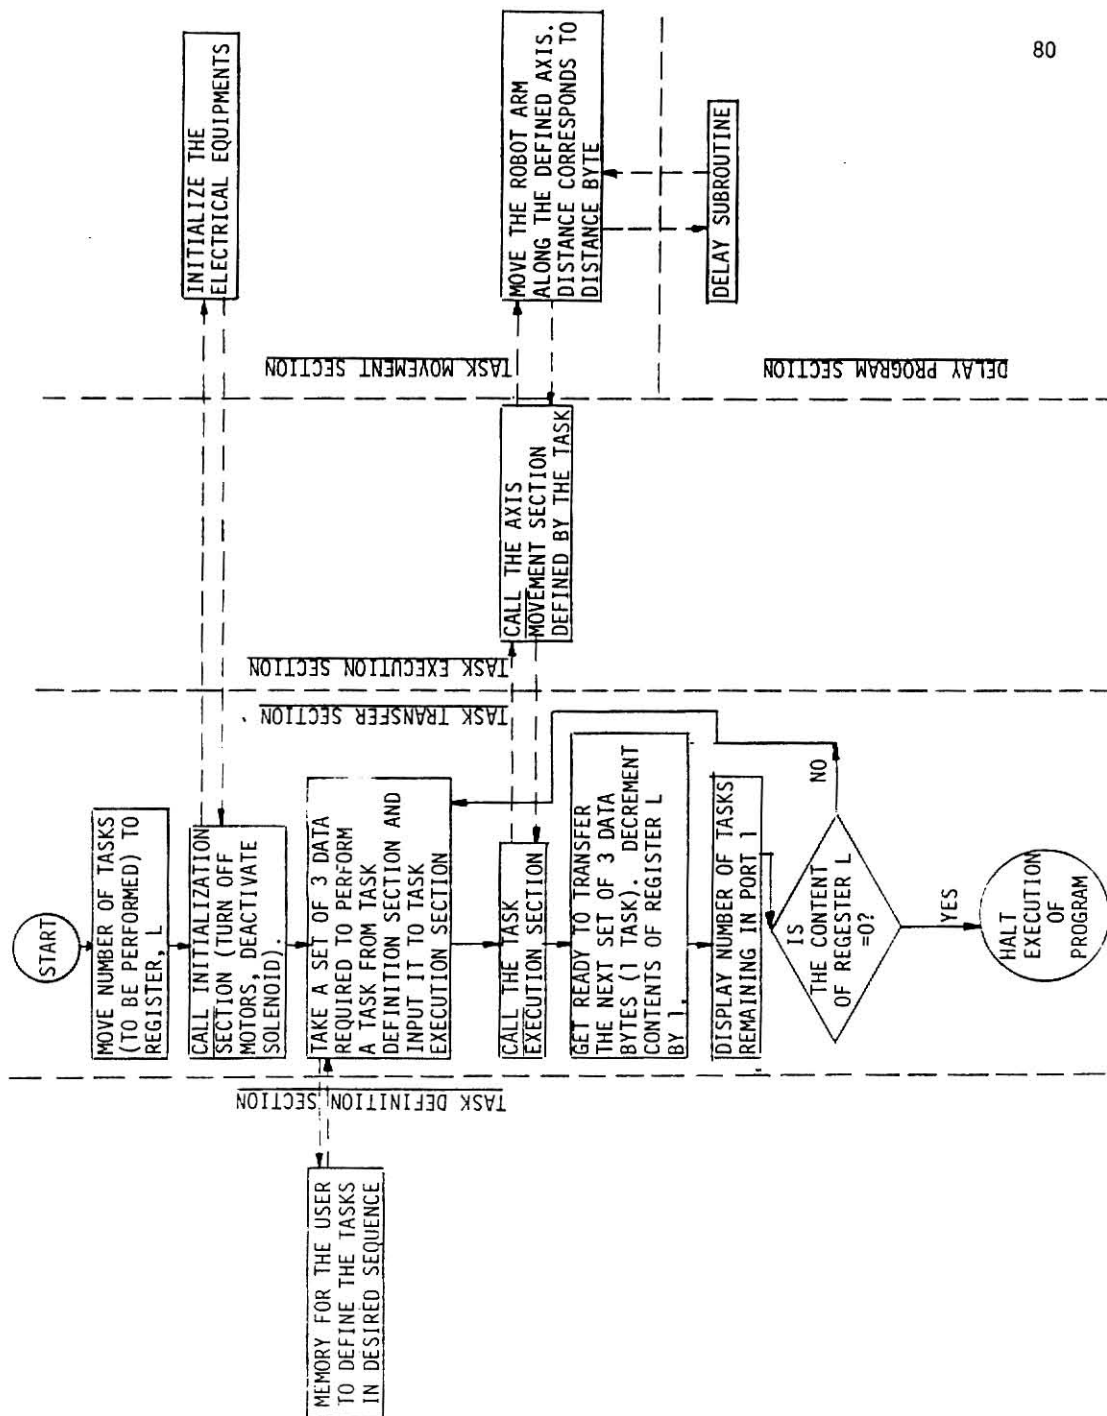 80
START
MOVE NUMBER OF TASKS
(TO BE PERFORMED) TO
REGISTER, L
CALL INITIALIZATION
SECTION (TURN OFF
MOTORS, DEACTIVATE
SOLENOID).
INITIALIZE THE
ELECTRICAL EQUIPMENTS
TAKE A SET OF 3 DATA
REQUIRED TO PERFORM
A TASK FROM TASK
DEFINITION SECTION AND
INPUT IT TO TASK
EXECUTION SECTION
MEMORY FOR THE USER
TO DEFINE THE TASKS
IN DESIRED SEQUENCE
TASK DEFINITION SECTION
TASK TRANSFER SECTION
TASK EXECUTION SECTION
TASK MOVEMENT SECTION
CALL THE TASK
EXECUTION SECTION
CALL THE AXIS
MOVEMENT SECTION
DEFINED BY THE TASK
MOVE THE ROBOT ARM
ALONG THE DEFINED AXIS.
DISTANCE CORRESPONDS TO
DISTANCE BYTE
GET READY TO TRANSFER
THE NEXT SET OF 3 DATA
BYTES (1 TASK). DECREMENT
CONTENTS OF REGISTER L
BY 1.
DISPLAY NUMBER OF TASKS
REMAINING IN PORT 1
DELAY SUBROUTINE
DELAY PROGRAM SECTION
IS
THE CONTENT
OF REGESTER L
=0?
NO
YES
HALT
EXECUTION
OF
PROGRAM